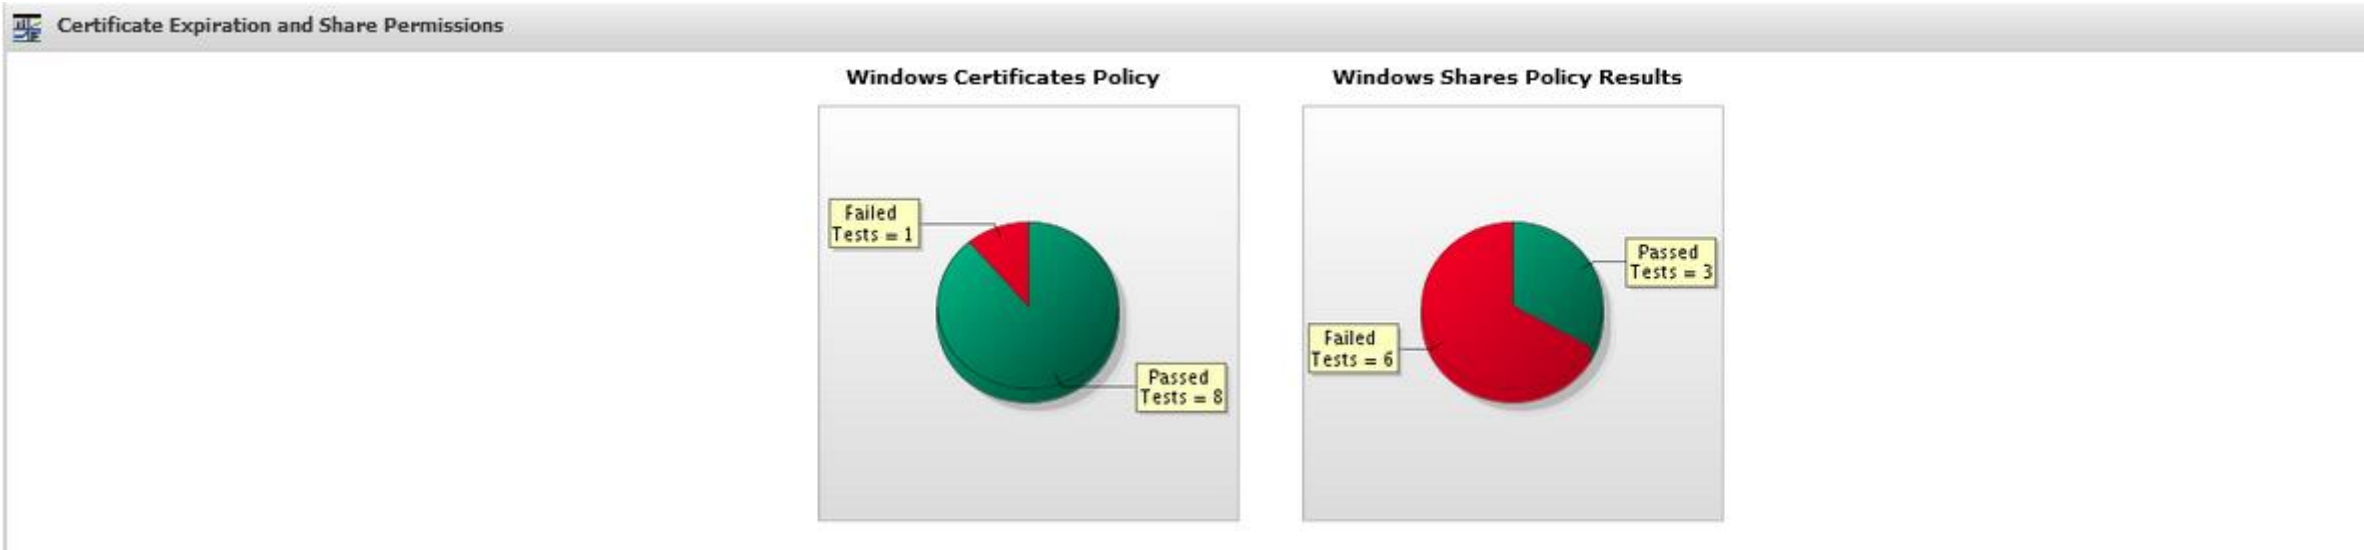 Certificate Expiration and Share Permissions
Windows Certificates Policy
Failed
Tests = 1
Passed
Tests = 8
Windows Shares Policy Results
Passed
Tests = 3
Failed
Tests = 6